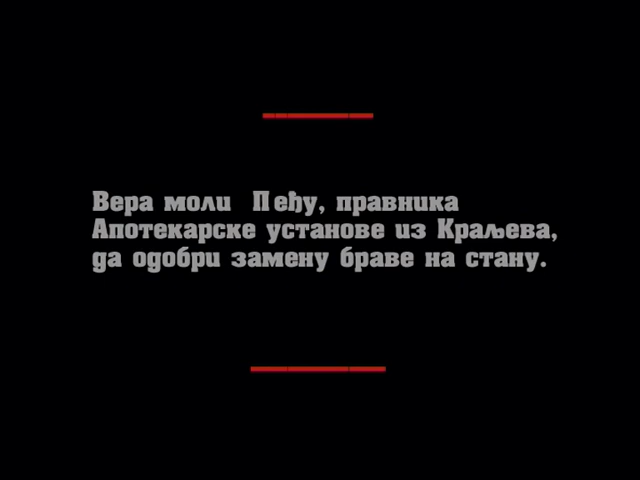 Вера моли Пеђу, правника
Апотекарске установе из Краљева,
да одобри замену браве на стану.